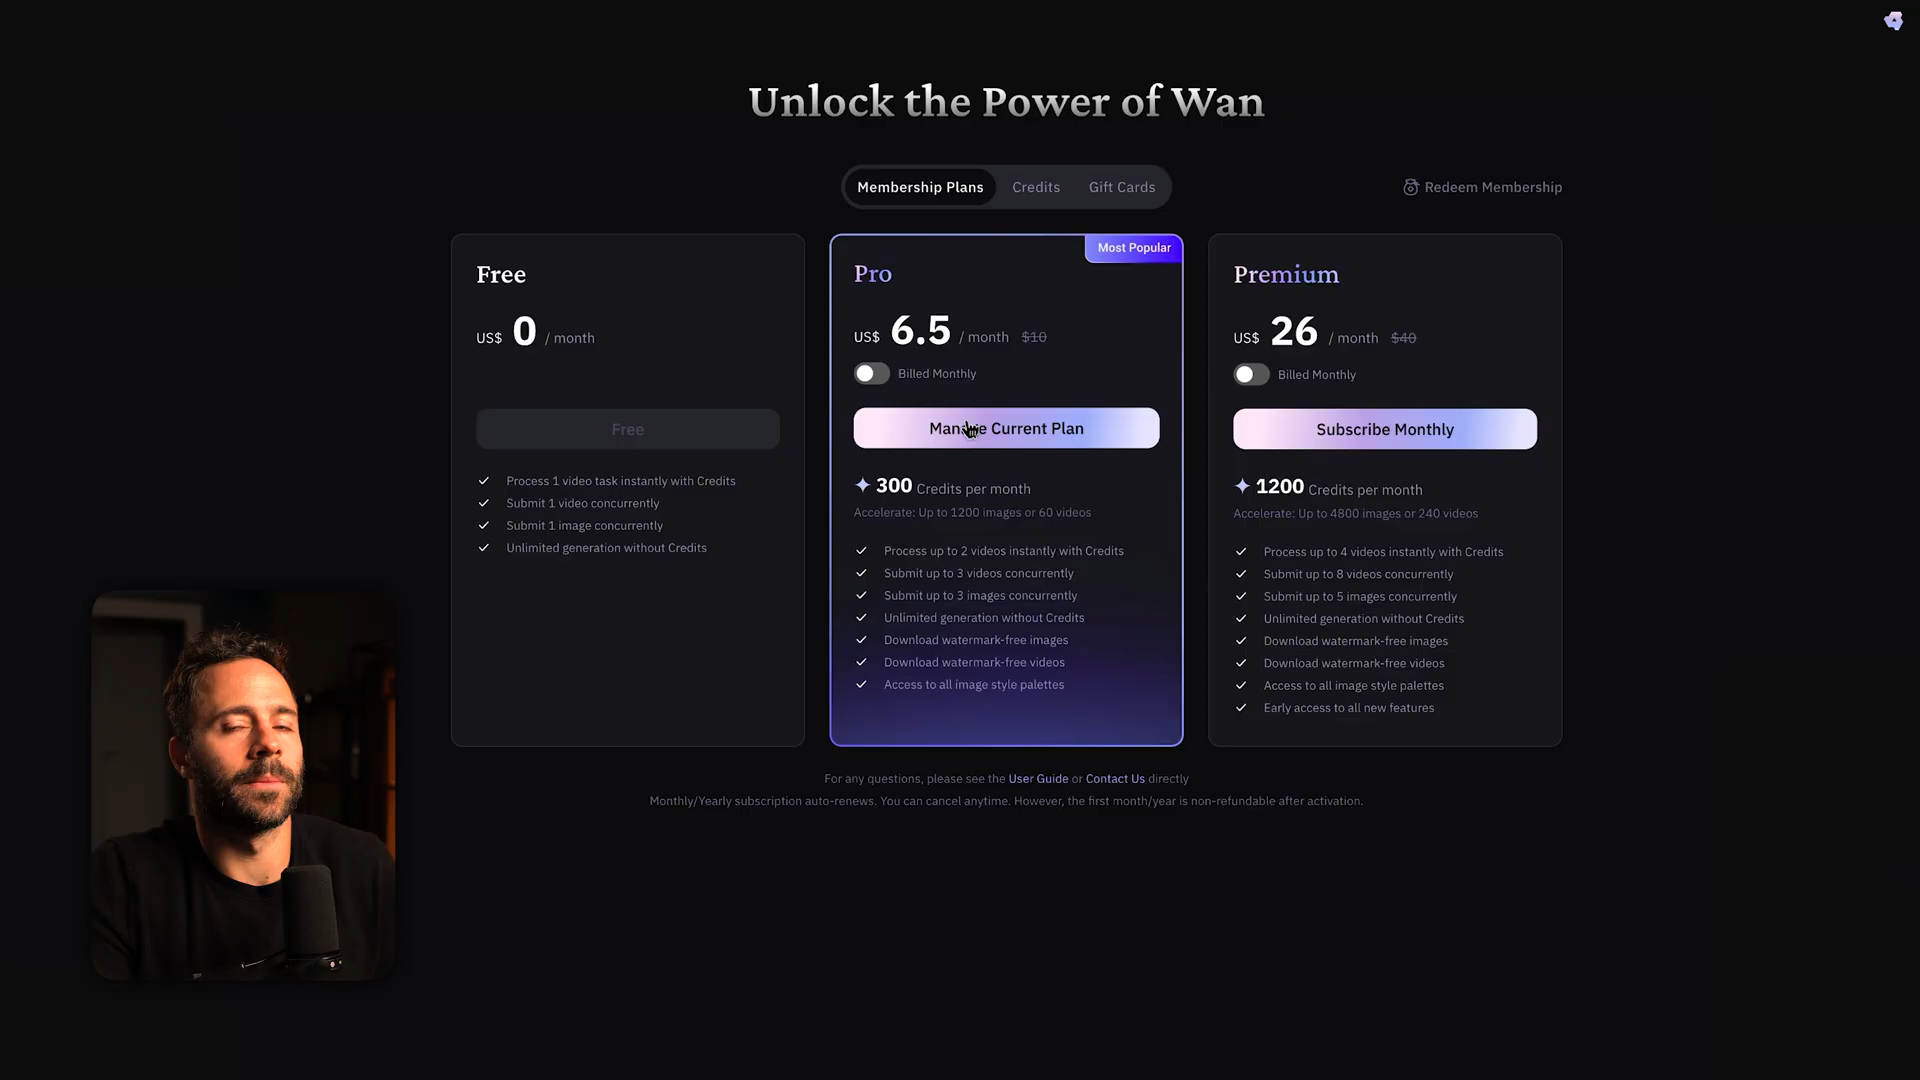 Unlock the Power of Wan
Membership Plans
Credits
Gift Cards
Redeem Membership
Free
US$ 0 / month
Free
Process 1 video task instantly with Credits
Submit 1 video concurrently
Submit 1 image concurrently
Unlimited generation without Credits
Most Popular
Pro
US$ 6.5 / month $10
Billed Monthly
Manage Current Plan
300 Credits per month
Accelerate: Up to 1200 images or 60 videos
Process up to 2 videos instantly with Credits
Submit up to 3 videos concurrently
Submit up to 3 images concurrently
Unlimited generation without Credits
Download watermark-free images
Download watermark-free videos
Access to all image style palettes
Premium
US$ 26 / month $40
Billed Monthly
Subscribe Monthly
1200 Credits per month
Accelerate: Up to 4800 images or 240 videos
Process up to 4 videos instantly with Credits
Submit up to 8 videos concurrently
Submit up to 5 images concurrently
Unlimited generation without Credits
Download watermark-free images
Download watermark-free videos
Access to all image style palettes
Early access to all new features
For any questions, please see the User Guide or Contact Us directly
Monthly/Yearly subscription auto-renews. You can cancel anytime. However, the first month/year is non-refundable after activation.